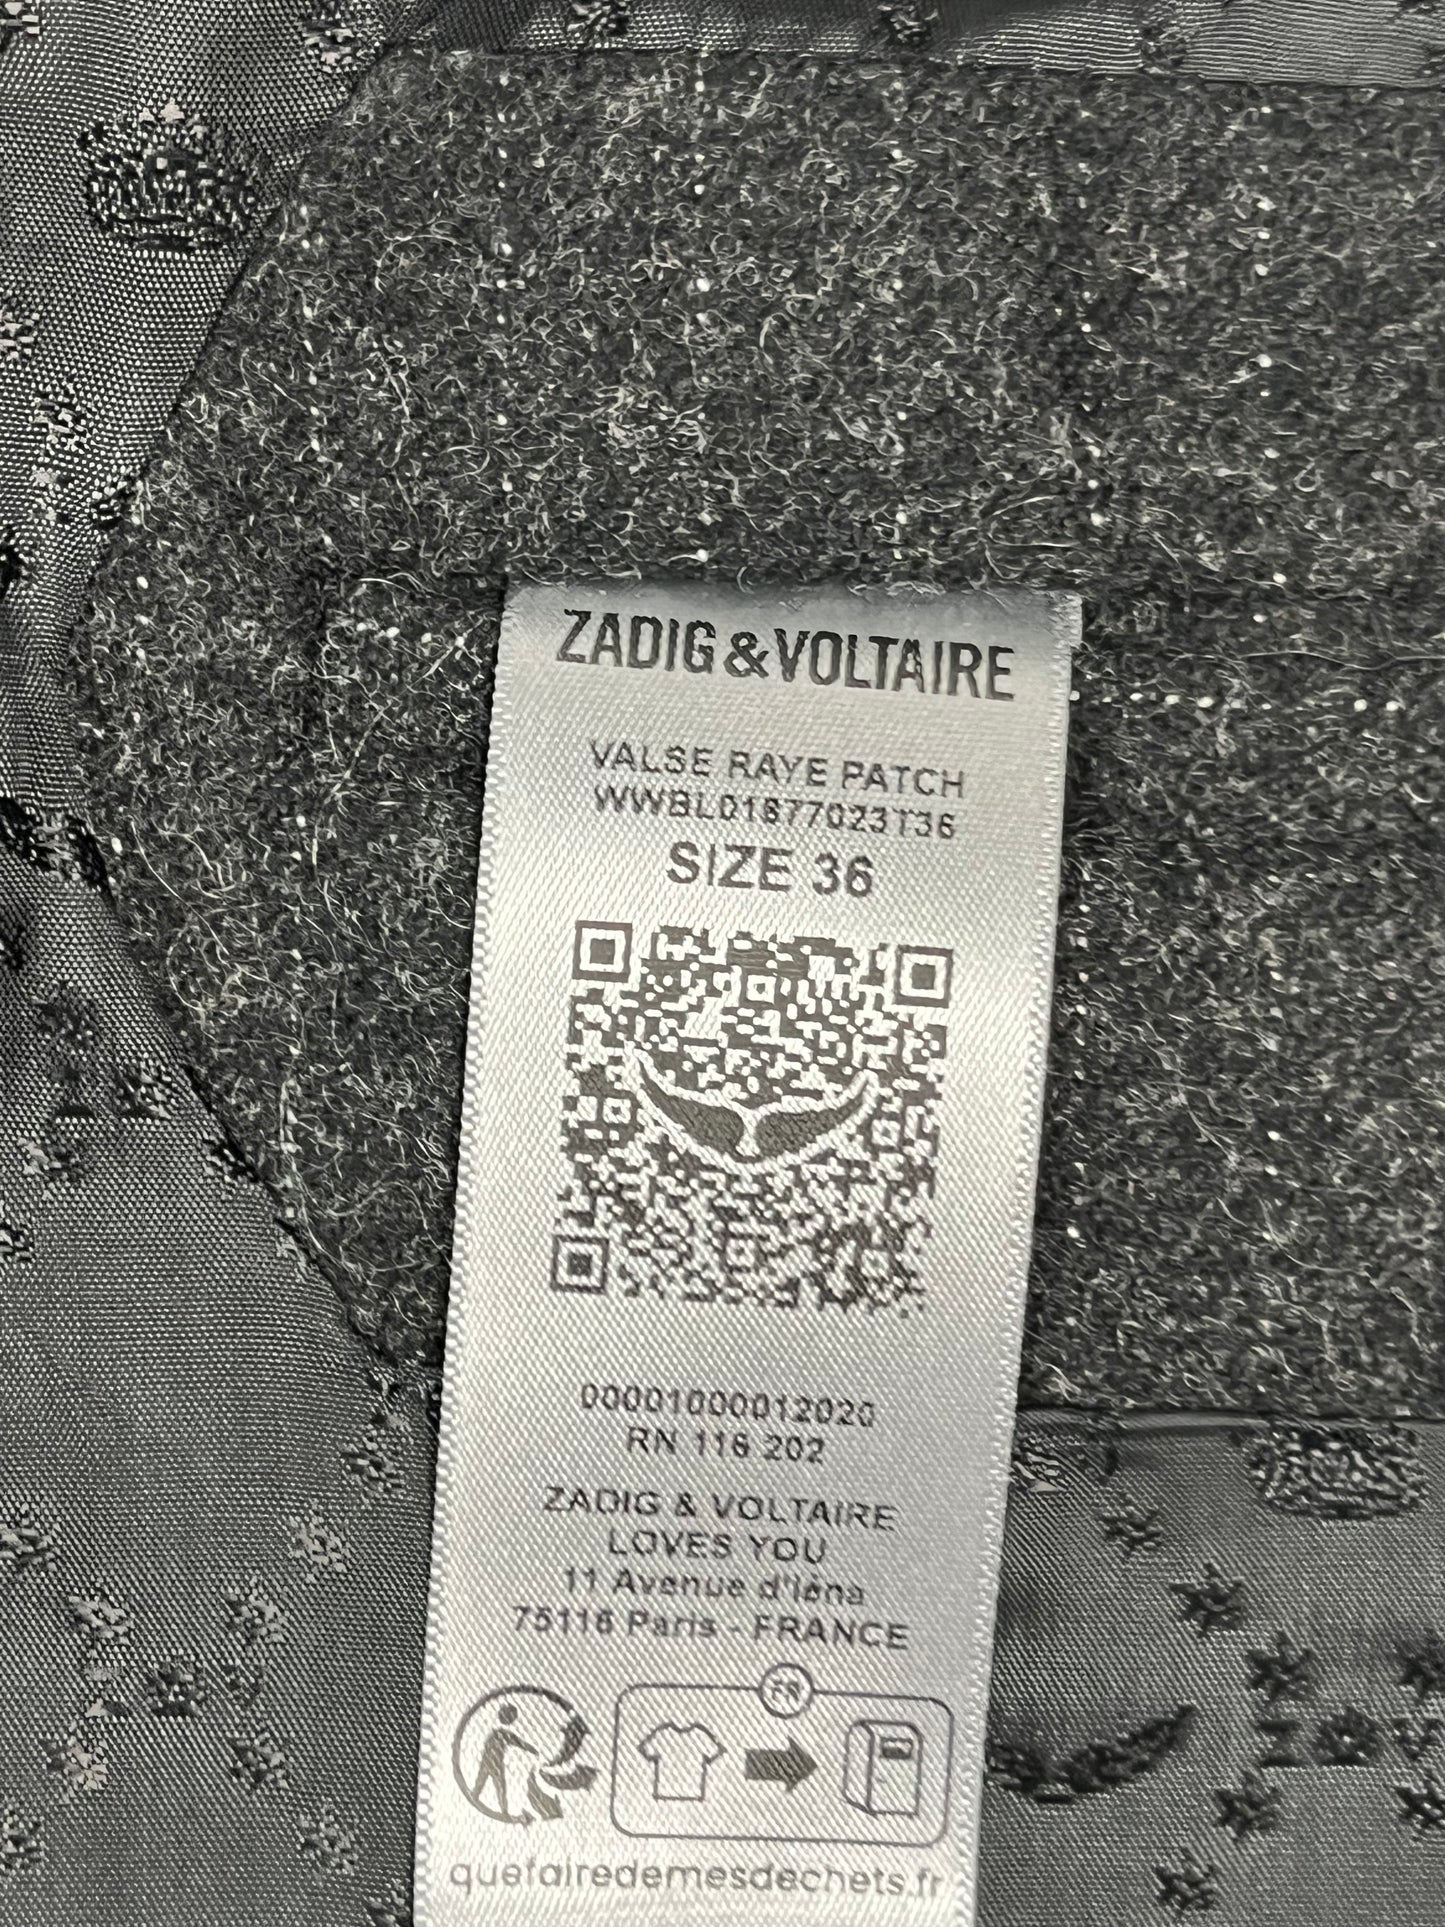 ZADIG&VOLTAIRE
VALSE RAYE PATCH
WWBL01877023T36
SIZE 36
00001000012020
RN 116 202
ZADIG & VOLTAIRE
LOVES YOU
11 Avenue d'Iéna
75116 Paris - FRANCE
FR
quefairedemesdechets.fr